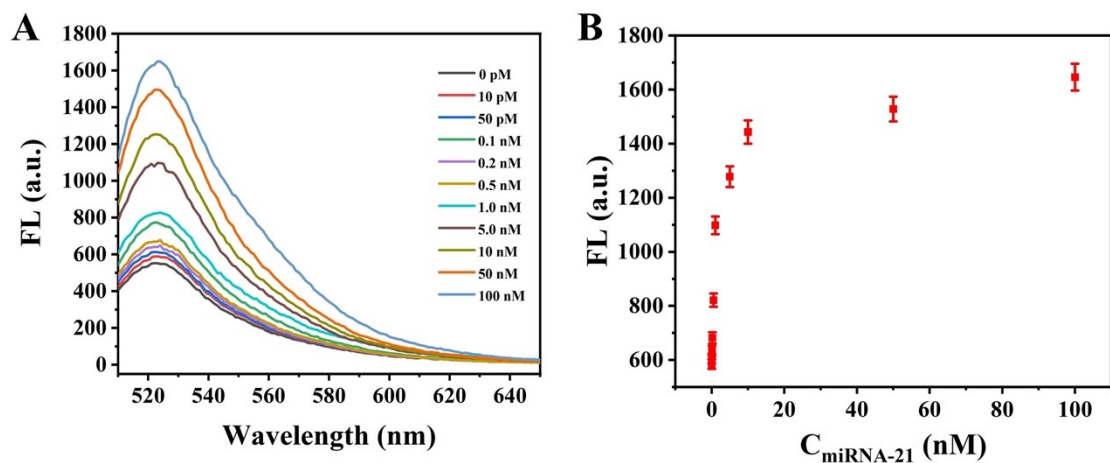 A
FL (a.u.)
1800
1600
1400
1200
1000
800
600
400
200
0
520 540 560 580 600 620 640
Wavelength (nm)
0 pM
10 pM
50 pM
0.1 nM
0.2 nM
0.5 nM
1.0 nM
5.0 nM
10 nM
50 nM
100 nM
B
FL (a.u.)
1800
1600
1400
1200
1000
800
600
0 20 40 60 80 100
CmiRNA-21 (nM)